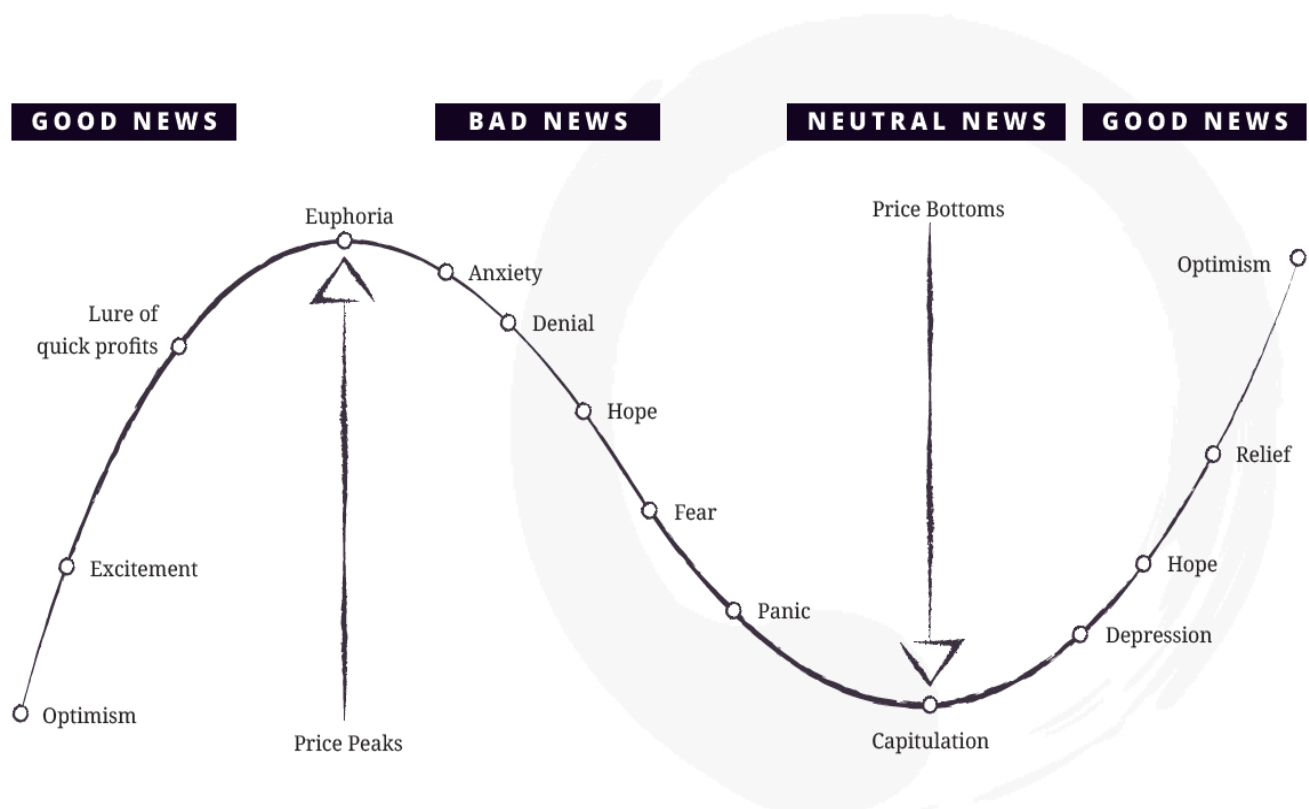 GOOD NEWS
BAD NEWS
NEUTRAL NEWS
GOOD NEWS
Euphoria
Price Bottoms
Anxiety
Optimism
Lure of
quick profits
Denial
Hope
Relief
Fear
Excitement
Hope
Panic
Depression
Optimism
Price Peaks
Capitulation